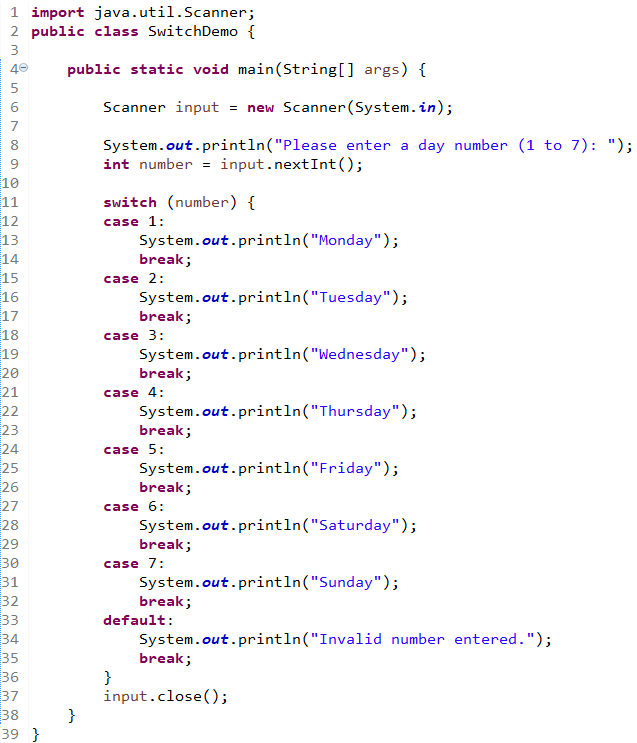 1 import java.util.Scanner;
2 public class SwitchDemo {
3
4 public static void main(String[] args) {
5
6 Scanner input = new Scanner(System.in);
7
8 System.out.println("Please enter a day number (1 to 7): ");
9 int number = input.nextInt();
10
11 switch (number) {
12 case 1:
13 System.out.println("Monday");
14 break;
15 case 2:
16 System.out.println("Tuesday");
17 break;
18 case 3:
19 System.out.println("Wednesday");
20 break;
21 case 4:
22 System.out.println("Thursday");
23 break;
24 case 5:
25 System.out.println("Friday");
26 break;
27 case 6:
28 System.out.println("Saturday");
29 break;
30 case 7:
31 System.out.println("Sunday");
32 break;
33 default:
34 System.out.println("Invalid number entered.");
35 break;
36 }
37 input.close();
38 }
39 }